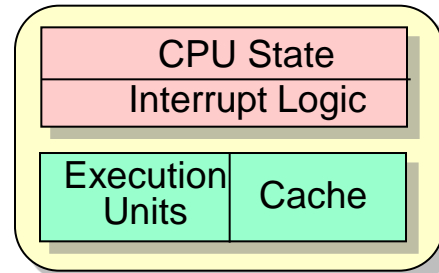 CPU State
Interrupt Logic
Execution
Units
Cache